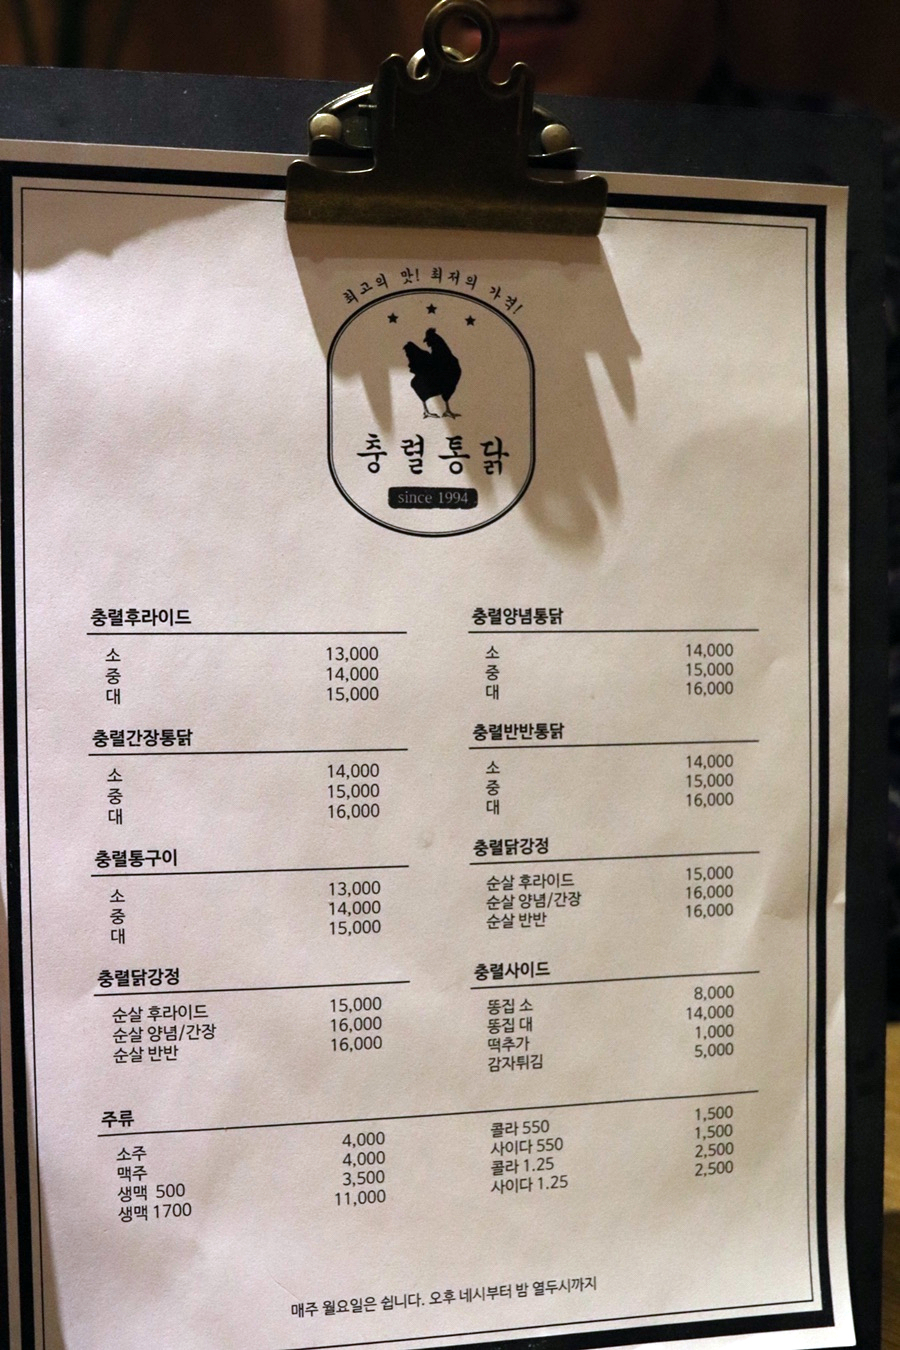 최고의 맛! 최저의 가격!
충렬통닭
since 1994
충렬후라이드
소 13,000
중 14,000
대 15,000
충렬간장통닭
소 14,000
중 15,000
대 16,000
충렬통구이
소 13,000
중 14,000
대 15,000
충렬닭강정
순살 후라이드 15,000
순살 양념/간장 16,000
순살 반반 16,000
충렬양념통닭
소 14,000
중 15,000
대 16,000
충렬반반통닭
소 14,000
중 15,000
대 16,000
충렬닭강정
순살 후라이드 15,000
순살 양념/간장 16,000
순살 반반 16,000
충렬사이드
똥집 소 8,000
똥집 대 14,000
떡추가 1,000
감자튀김 5,000
주류
소주 4,000
맥주 4,000
생맥 500 3,500
생맥 1700 11,000
콜라 550 1,500
사이다 550 1,500
콜라 1.25 2,500
사이다 1.25 2,500
매주 월요일은 쉽니다. 오후 네시부터 밤 열두시까지